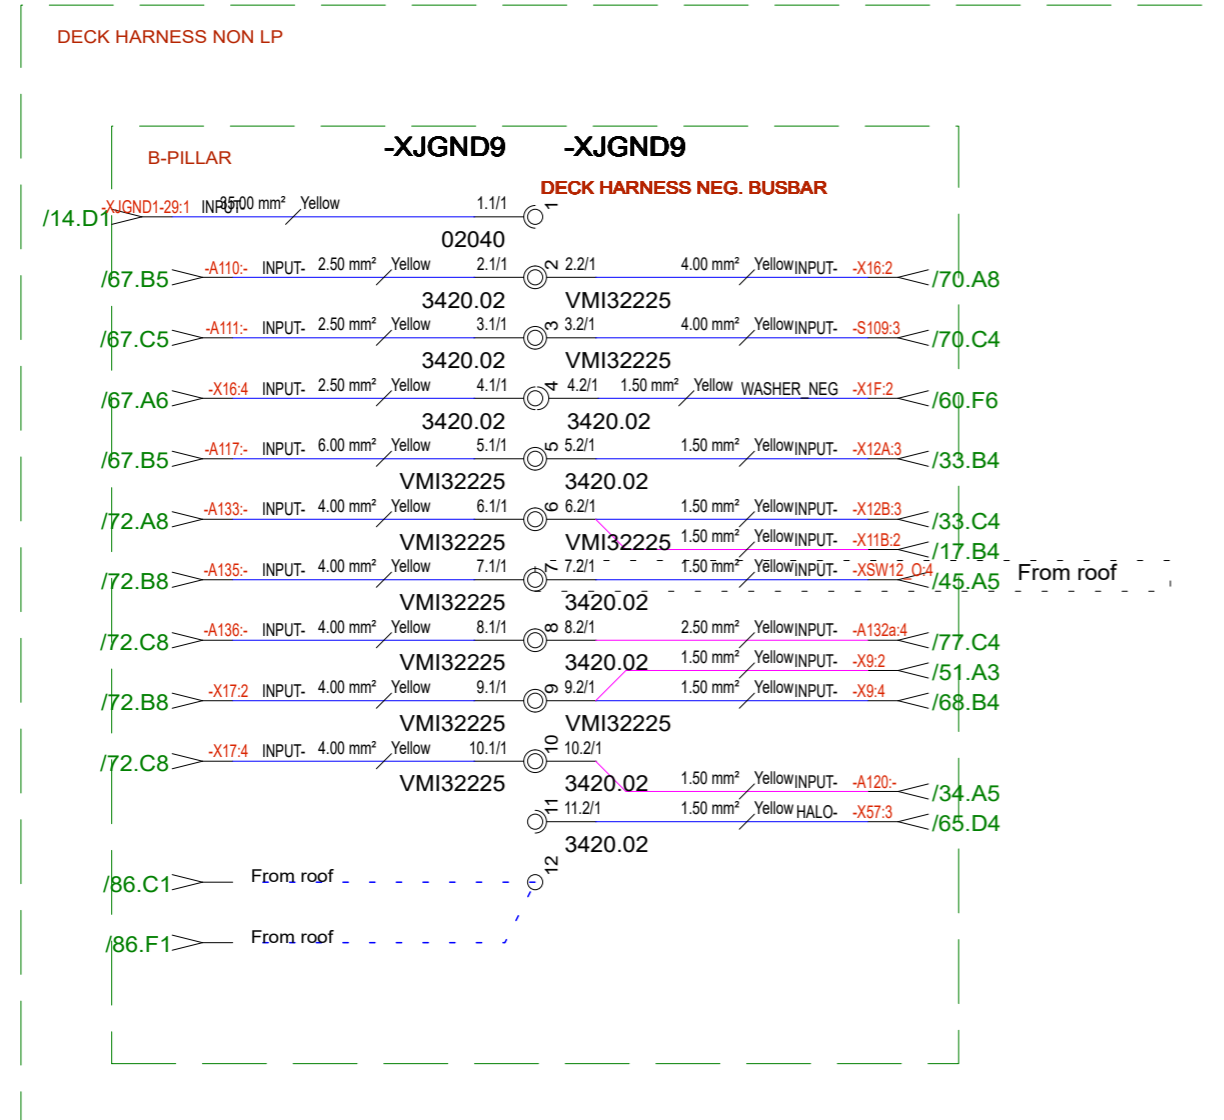 DECK HARNESS NON LP
-XJGND9 -XJGND9
B-PILLAR
DECK HARNESS NEG. BUSBAR
/14.D1 -XJGND1-29:1 INPUT- 35.00 mm² Yellow 1.1/1 1
02040
/67.B5 -A110:- INPUT- 2.50 mm² Yellow 2.1/1 2 2.2/1 4.00 mm² Yellow INPUT- -X16:2 /70.A8
3420.02 VMI32225
/67.C5 -A111:- INPUT- 2.50 mm² Yellow 3.1/1 3 3.2/1 4.00 mm² Yellow INPUT- -S109:3 /70.C4
3420.02 VMI32225
/67.A6 -X16:4 INPUT- 2.50 mm² Yellow 4.1/1 4 4.2/1 1.50 mm² Yellow WASHER_NEG -X1F:2 /60.F6
3420.02 3420.02
/67.B5 -A117:- INPUT- 6.00 mm² Yellow 5.1/1 5 5.2/1 1.50 mm² Yellow INPUT- -X12A:3 /33.B4
VMI32225 3420.02
/72.A8 -A133:- INPUT- 4.00 mm² Yellow 6.1/1 6 6.2/1 1.50 mm² Yellow INPUT- -X12B:3 /33.C4
VMI32225 VMI32225 1.50 mm² Yellow INPUT- -X11B:2 /17.B4
/72.B8 -A135:- INPUT- 4.00 mm² Yellow 7.1/1 7 7.2/1 1.50 mm² Yellow INPUT- -XSW12_O:4 /45.A5 From roof
VMI32225 3420.02
/72.C8 -A136:- INPUT- 4.00 mm² Yellow 8.1/1 8 8.2/1 2.50 mm² Yellow INPUT- -A132a:4 /77.C4
VMI32225 3420.02 1.50 mm² Yellow INPUT- -X9:2 /51.A3
/72.B8 -X17:2 INPUT- 4.00 mm² Yellow 9.1/1 9 9.2/1 1.50 mm² Yellow INPUT- -X9:4 /68.B4
VMI32225 VMI32225
/72.C8 -X17:4 INPUT- 4.00 mm² Yellow 10.1/1 10 10.2/1
VMI32225 3420.02 1.50 mm² Yellow INPUT- -A120:- /34.A5
11 11.2/1 1.50 mm² Yellow HALO- -X57:3 /65.D4
3420.02
/86.C1 From roof 12
/86.F1 From roof